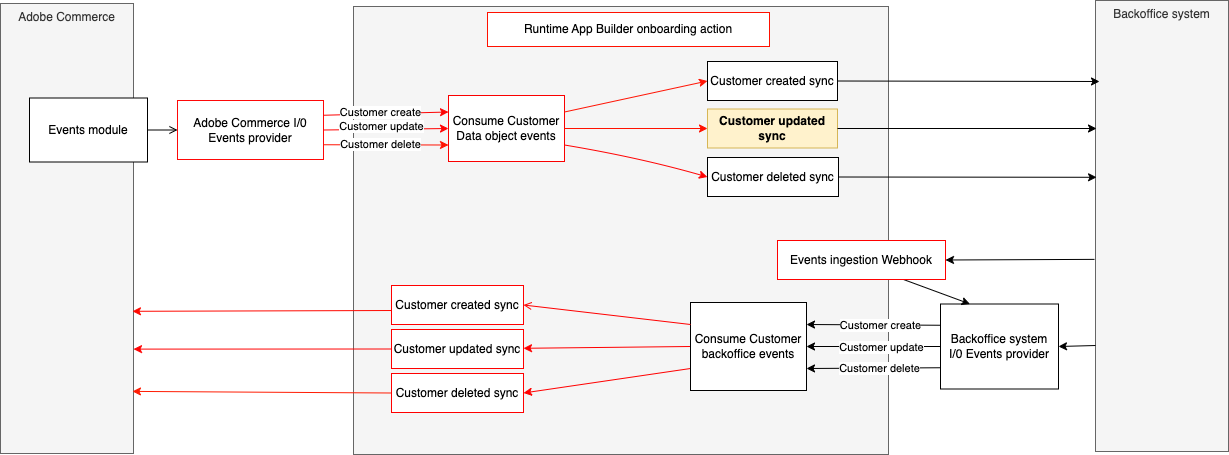 Adobe Commerce
Backoffice system
Runtime App Builder onboarding action
Events module
Adobe Commerce I/0
Events provider
Customer create
Customer update
Customer delete
Consume Customer
Data object events
Customer created sync
Customer updated
sync
Customer deleted sync
Events ingestion Webhook
Customer created sync
Customer updated sync
Customer deleted sync
Consume Customer
backoffice events
Customer create
Customer update
Customer delete
Backoffice system
I/0 Events provider